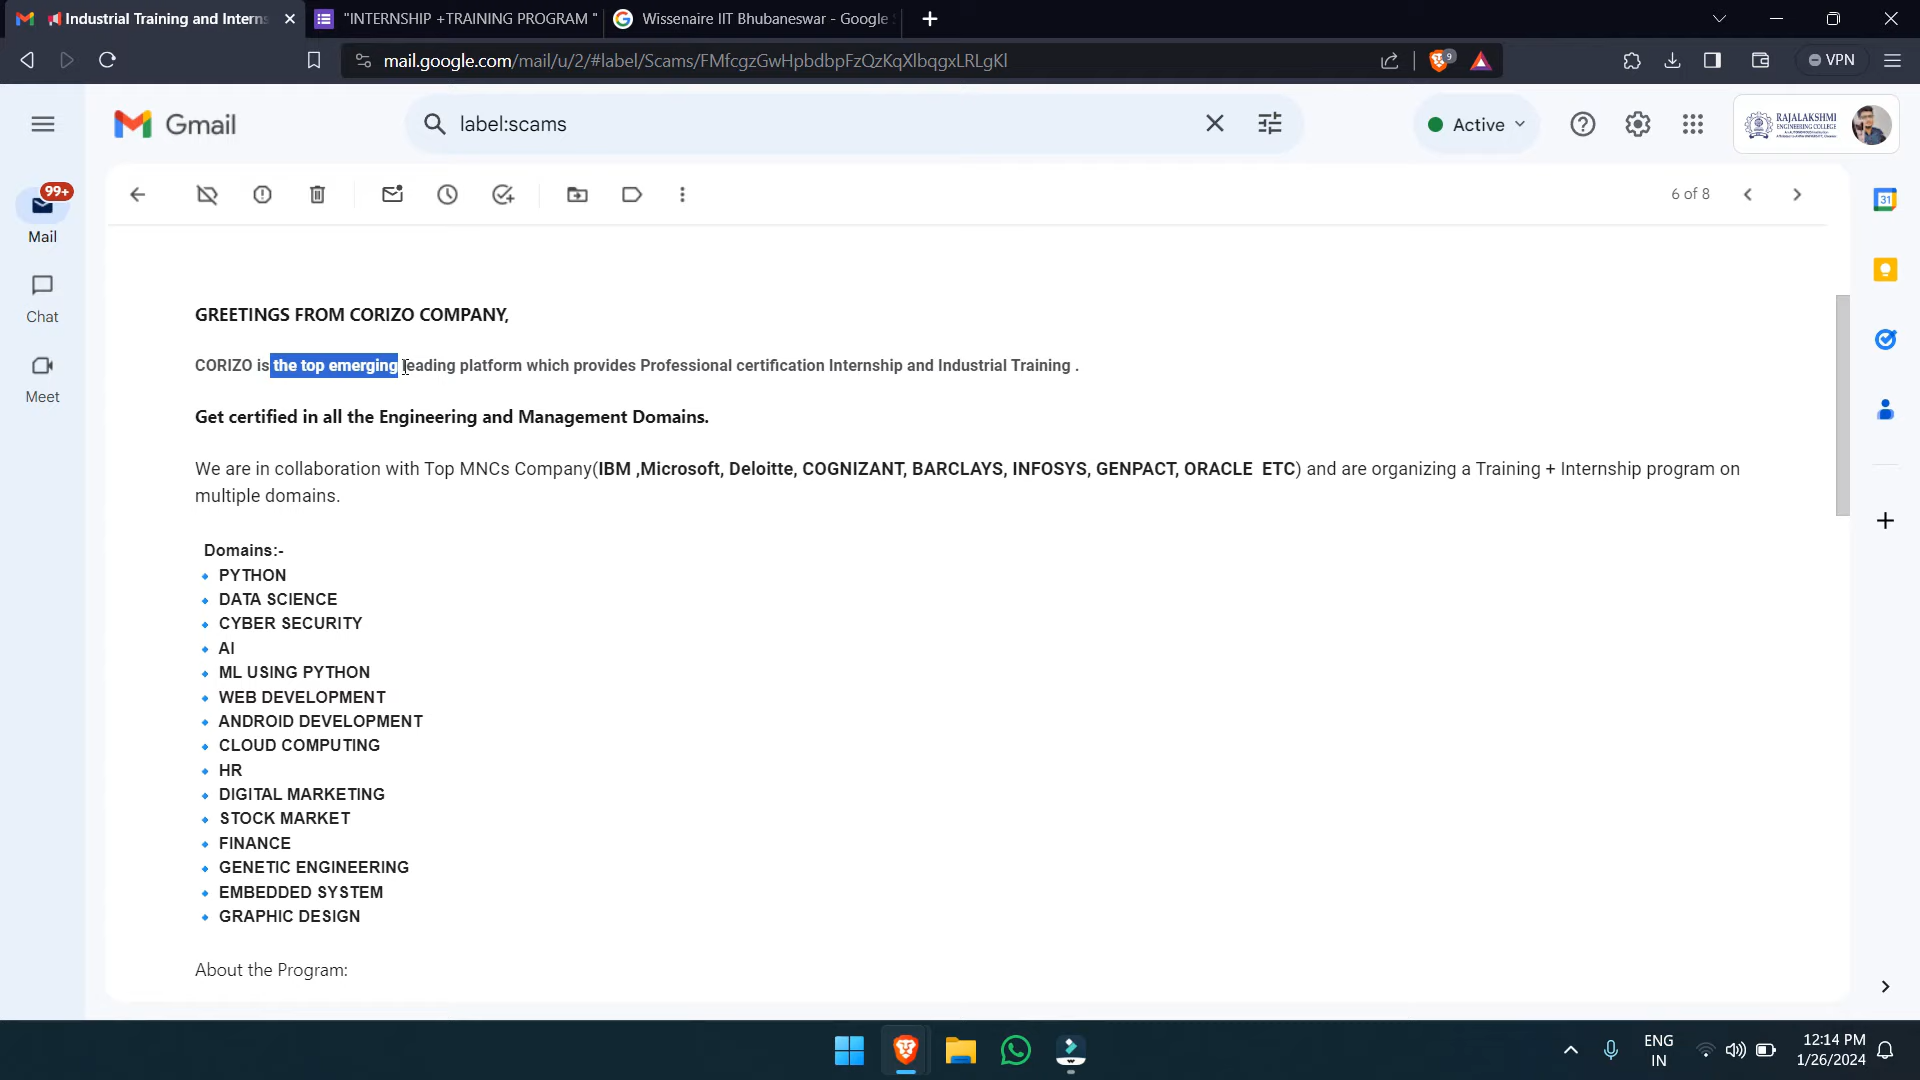 Industrial Training and Interns
"INTERNSHIP +TRAINING PROGRAM "
Wissenaire IIT Bhubaneswar - Google
mail.google.com/mail/u/2/#label/Scams/FMfcgzGwHpbdbpFzQzKqXlbqgxLRLgKl
9
VPN
Gmail
label:scams
Active
RAJALAKSHMI
ENGINEERING COLLEGE
99+
Mail
Chat
Meet
6 of 8
31
GREETINGS FROM CORIZO COMPANY,
CORIZO is the top emerging leading platform which provides Professional certification Internship and Industrial Training .
Get certified in all the Engineering and Management Domains.
We are in collaboration with Top MNCs Company(IBM ,Microsoft, Deloitte, COGNIZANT, BARCLAYS, INFOSYS, GENPACT, ORACLE  ETC) and are organizing a Training + Internship program on
multiple domains.
Domains:-
PYTHON
DATA SCIENCE
CYBER SECURITY
AI
ML USING PYTHON
WEB DEVELOPMENT
ANDROID DEVELOPMENT
CLOUD COMPUTING
HR
DIGITAL MARKETING
STOCK MARKET
FINANCE
GENETIC ENGINEERING
EMBEDDED SYSTEM
GRAPHIC DESIGN
About the Program:
ENG
IN
12:14 PM
1/26/2024